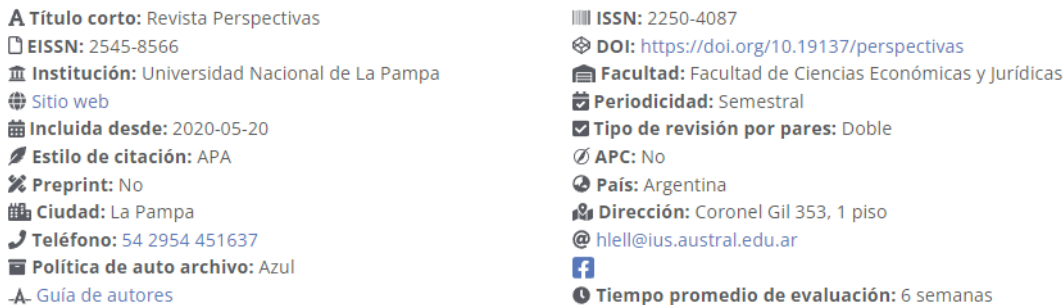 Título corto: Revista Perspectivas
ISSN: 2250-4087
EISSN: 2545-8566
DOI: https://doi.org/10.19137/perspectivas
Institución: Universidad Nacional de La Pampa
Facultad: Facultad de Ciencias Económicas y Jurídicas
Sitio web
Periodicidad: Semestral
Incluida desde: 2020-05-20
Tipo de revisión por pares: Doble
Estilo de citación: APA
APC: No
Preprint: No
País: Argentina
Ciudad: La Pampa
Dirección: Coronel Gil 353, 1 piso
Teléfono: 54 2954 451637
hlell@ius.austral.edu.ar
Política de auto archivo: Azul
Guía de autores
Tiempo promedio de evaluación: 6 semanas